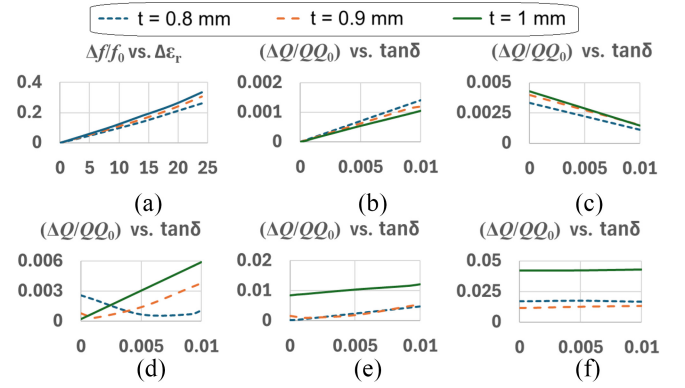 t = 0.8 mm t = 0.9 mm t = 1 mm
Δf/f₀ vs. Δεᵣ
0.4
0.2
0
0 5 10 15 20 25
(a)
(ΔQ/QQ₀) vs. tanδ
0.002
0.001
0
0 0.005 0.01
(b)
(ΔQ/QQ₀) vs. tanδ
0.005
0.0025
0
0 0.005 0.01
(c)
(ΔQ/QQ₀) vs. tanδ
0.006
0.003
0
0 0.005 0.01
(d)
(ΔQ/QQ₀) vs. tanδ
0.02
0.01
0
0 0.005 0.01
(e)
(ΔQ/QQ₀) vs. tanδ
0.05
0.025
0
0 0.005 0.01
(f)